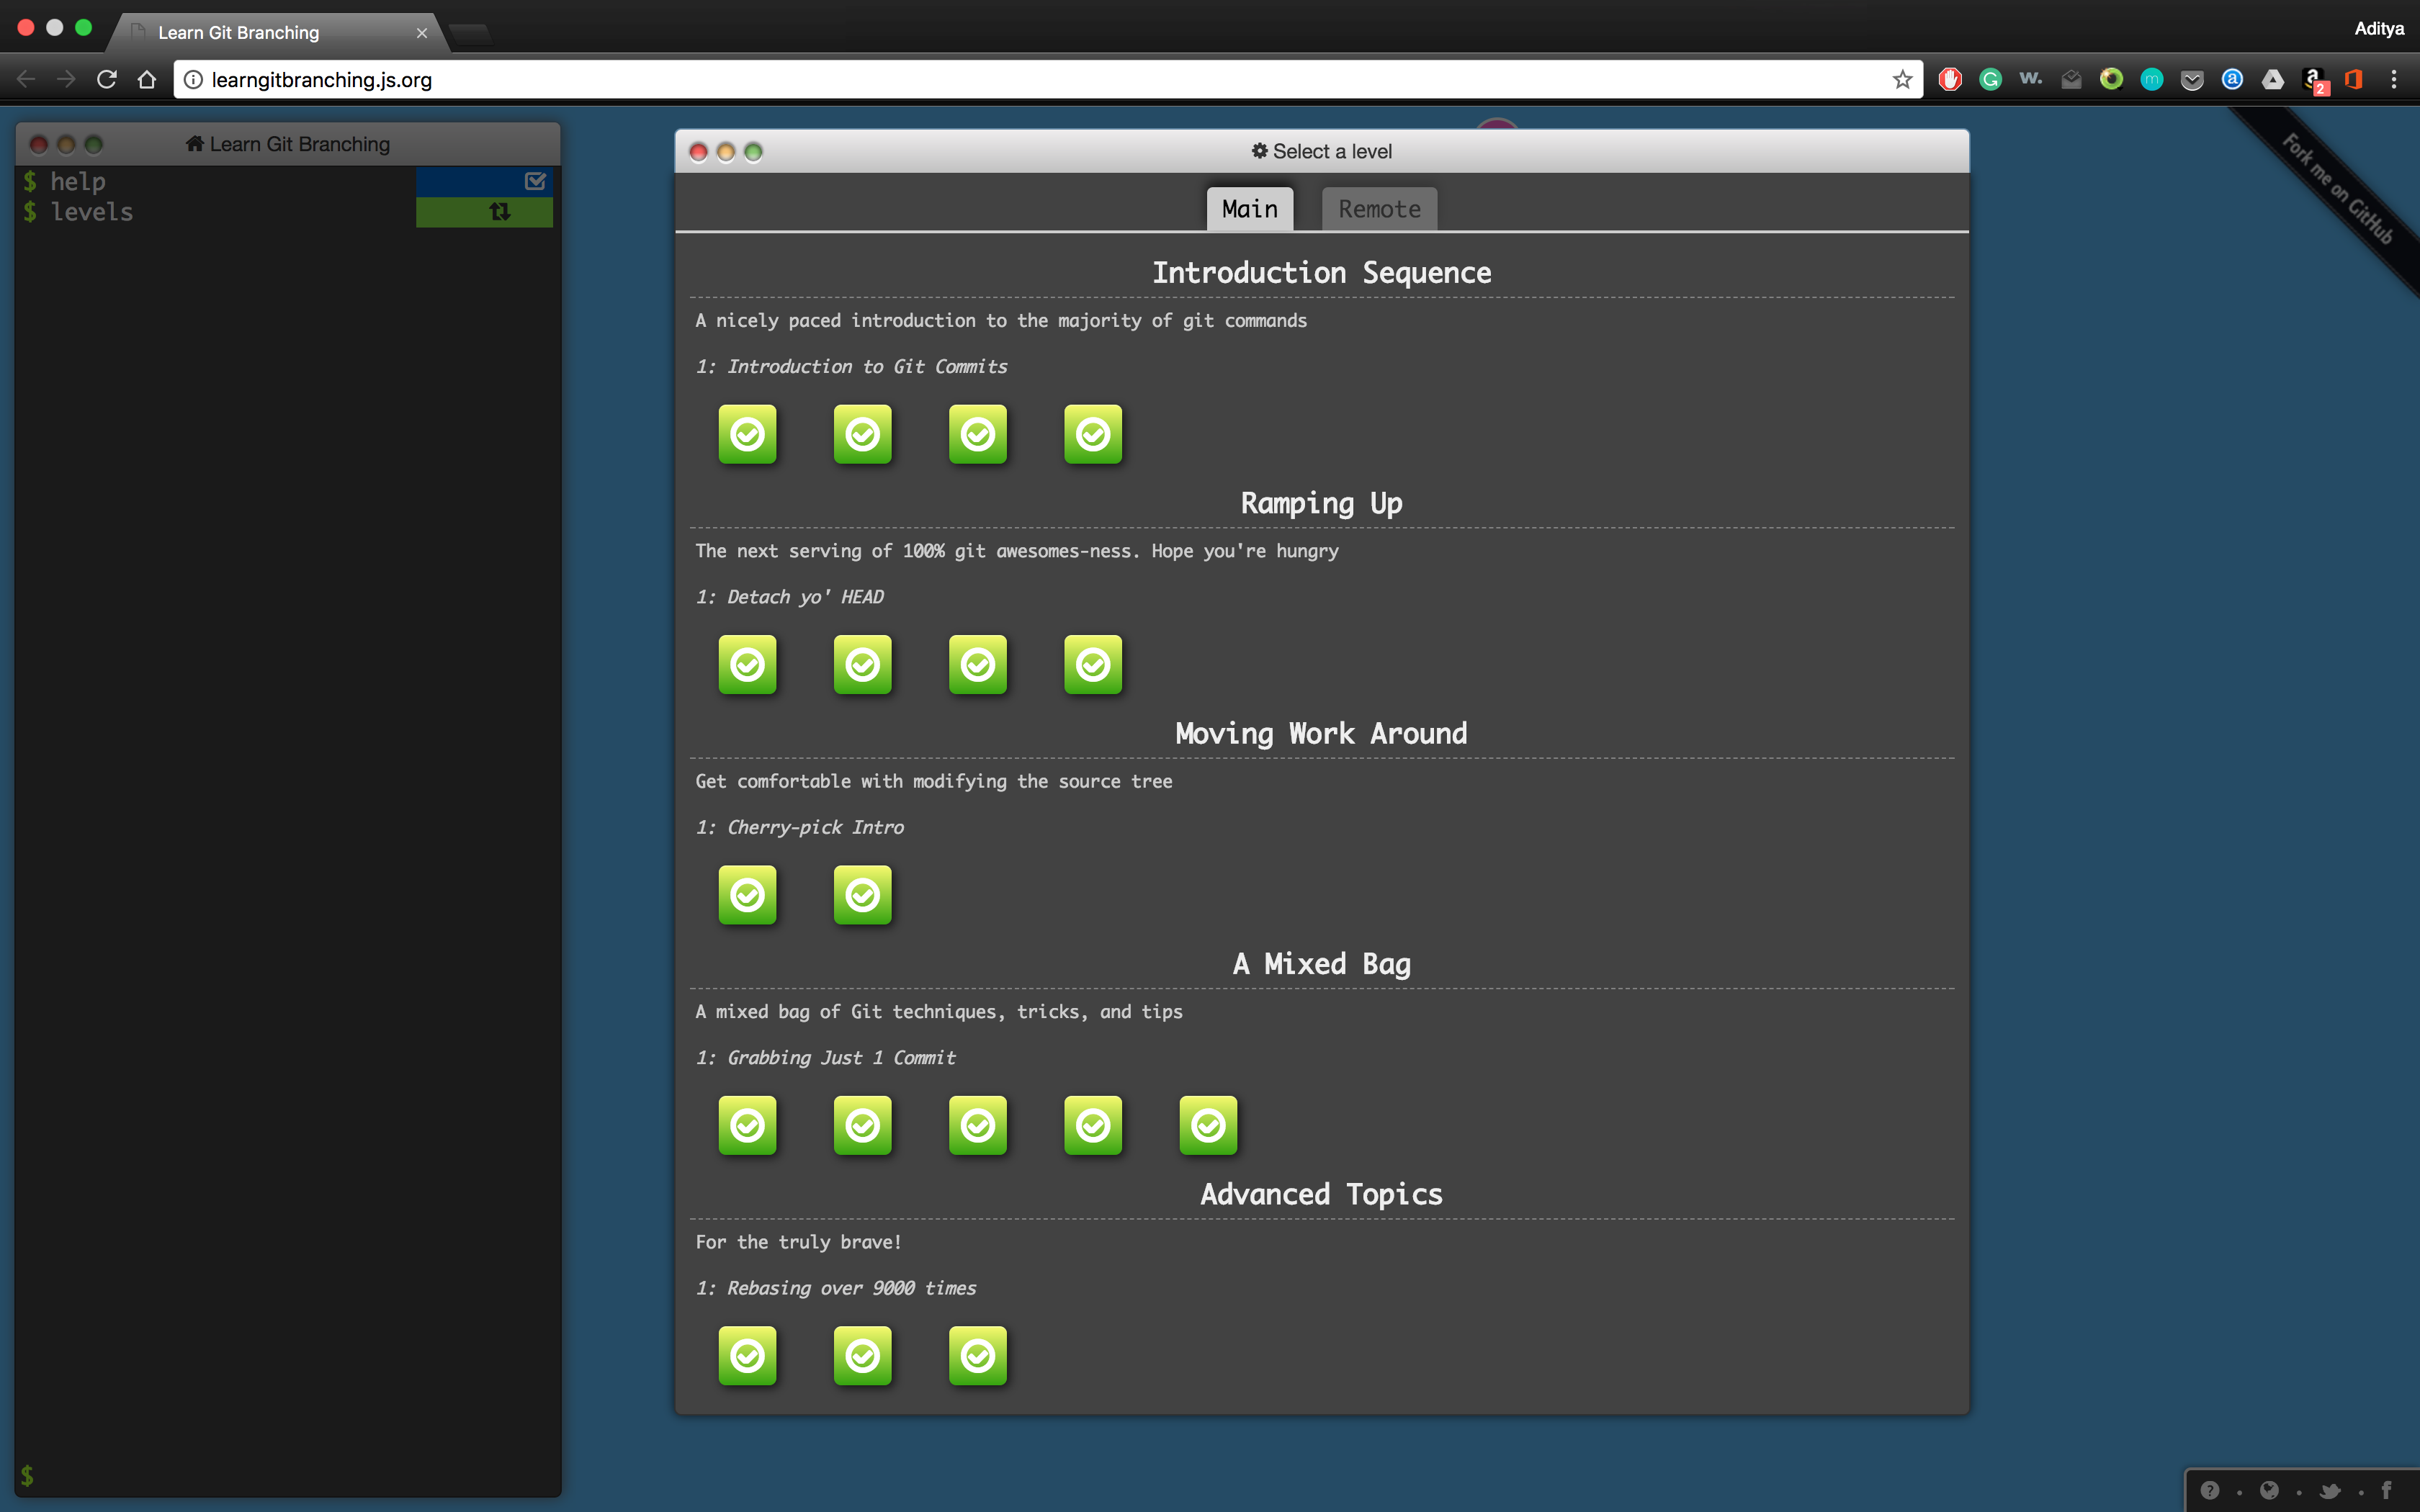 Learn Git Branching
Aditya
learngitbranching.js.org
w.
m
a
2
Learn Git Branching
$ help
$ levels
$
Select a level
Main
Remote
Introduction Sequence
A nicely paced introduction to the majority of git commands
1: Introduction to Git Commits
Ramping Up
The next serving of 100% git awesomes-ness. Hope you're hungry
1: Detach yo' HEAD
Moving Work Around
Get comfortable with modifying the source tree
1: Cherry-pick Intro
A Mixed Bag
A mixed bag of Git techniques, tricks, and tips
1: Grabbing Just 1 Commit
Advanced Topics
For the truly brave!
1: Rebasing over 9000 times
Fork me on GitHub